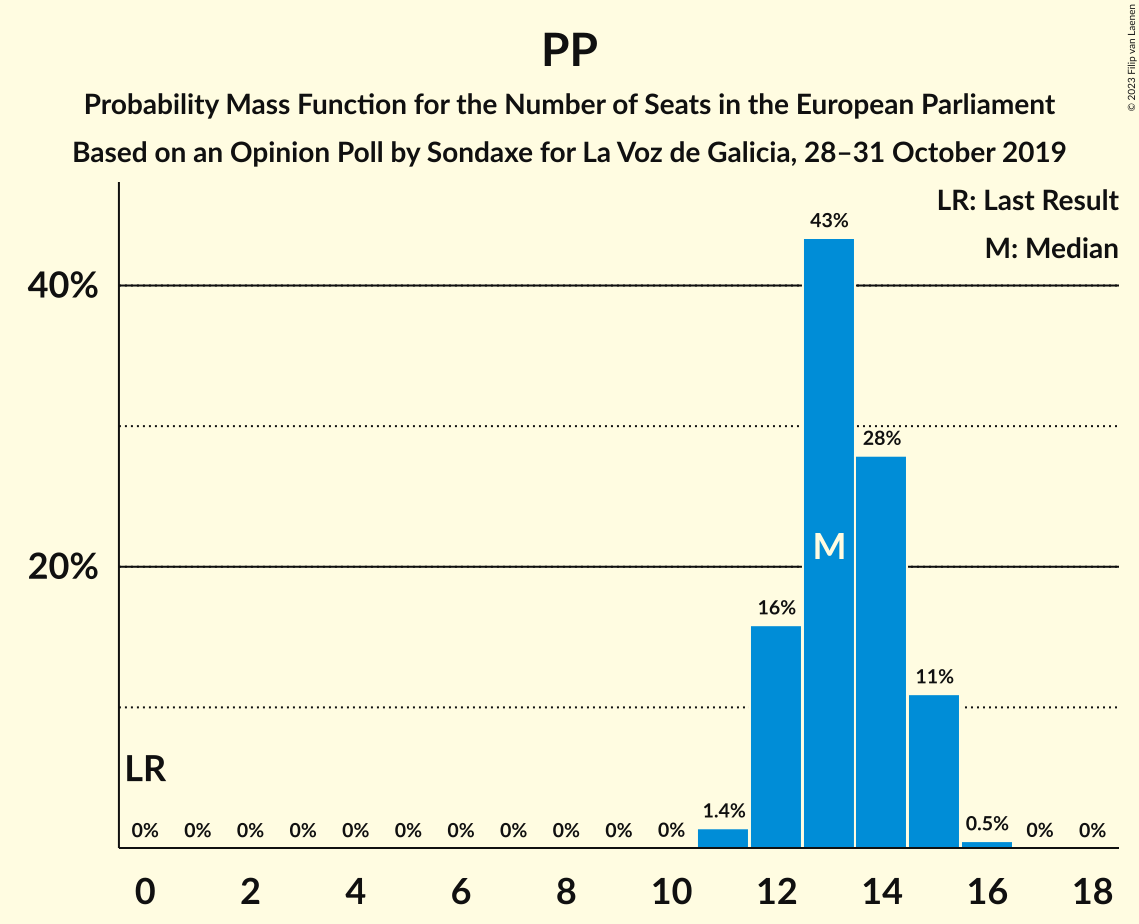 PP
Probability Mass Function for the Number of Seats in the European Parliament
Based on an Opinion Poll by Sondaxe for La Voz de Galicia, 28–31 October 2019
© 2023 Filip van Laenen
LR: Last Result
M: Median
43%
40%
28%
M
20%
16%
11%
LR
1.4%
0.5%
0% 0% 0% 0% 0% 0% 0% 0% 0% 0% 0% 0% 0%
0 2 4 6 8 10 12 14 16 18